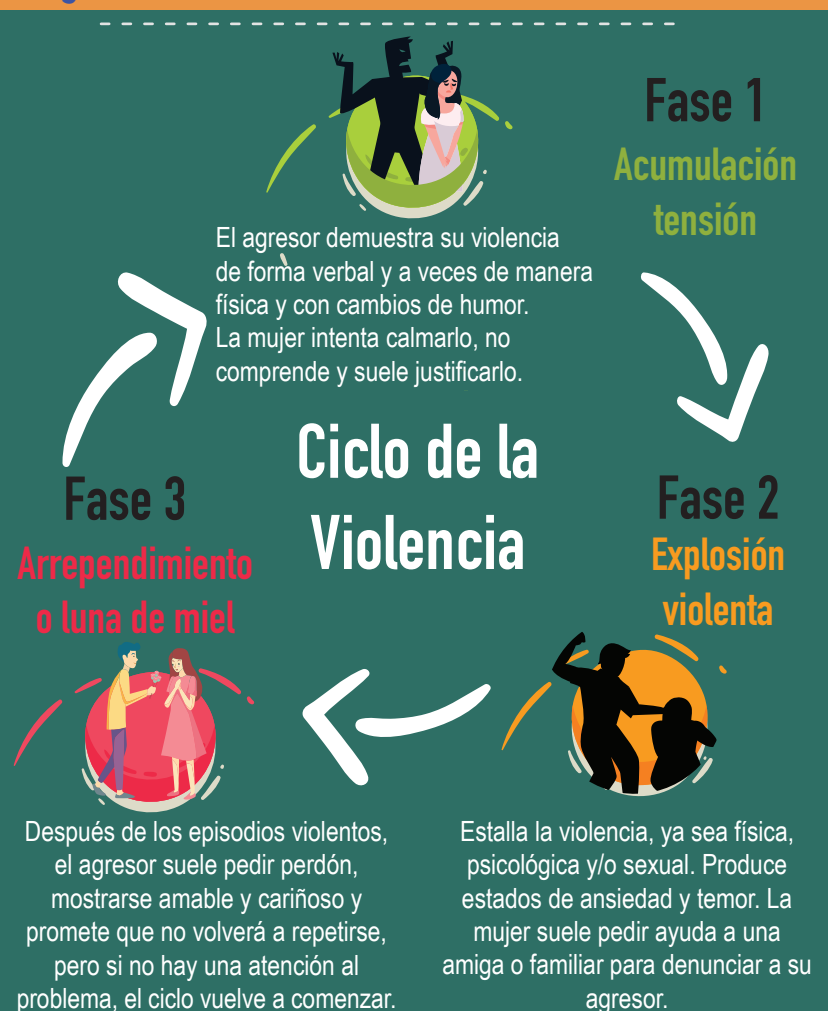 Fase 1
Acumulación
tensión
El agresor demuestra su violencia
de forma verbal y a veces de manera
física y con cambios de humor.
La mujer intenta calmarlo, no
comprende y suele justificarlo.
Ciclo de la
Violencia
Fase 2
Explosión
violenta
Estalla la violencia, ya sea física,
psicológica y/o sexual. Produce
estados de ansiedad y temor. La
mujer suele pedir ayuda a una
amiga o familiar para denunciar a su
agresor.
Fase 3
Arrependimiento
o luna de miel
Después de los episodios violentos,
el agresor suele pedir perdón,
mostrarse amable y cariñoso y
promete que no volverá a repetirse,
pero si no hay una atención al
problema, el ciclo vuelve a comenzar.